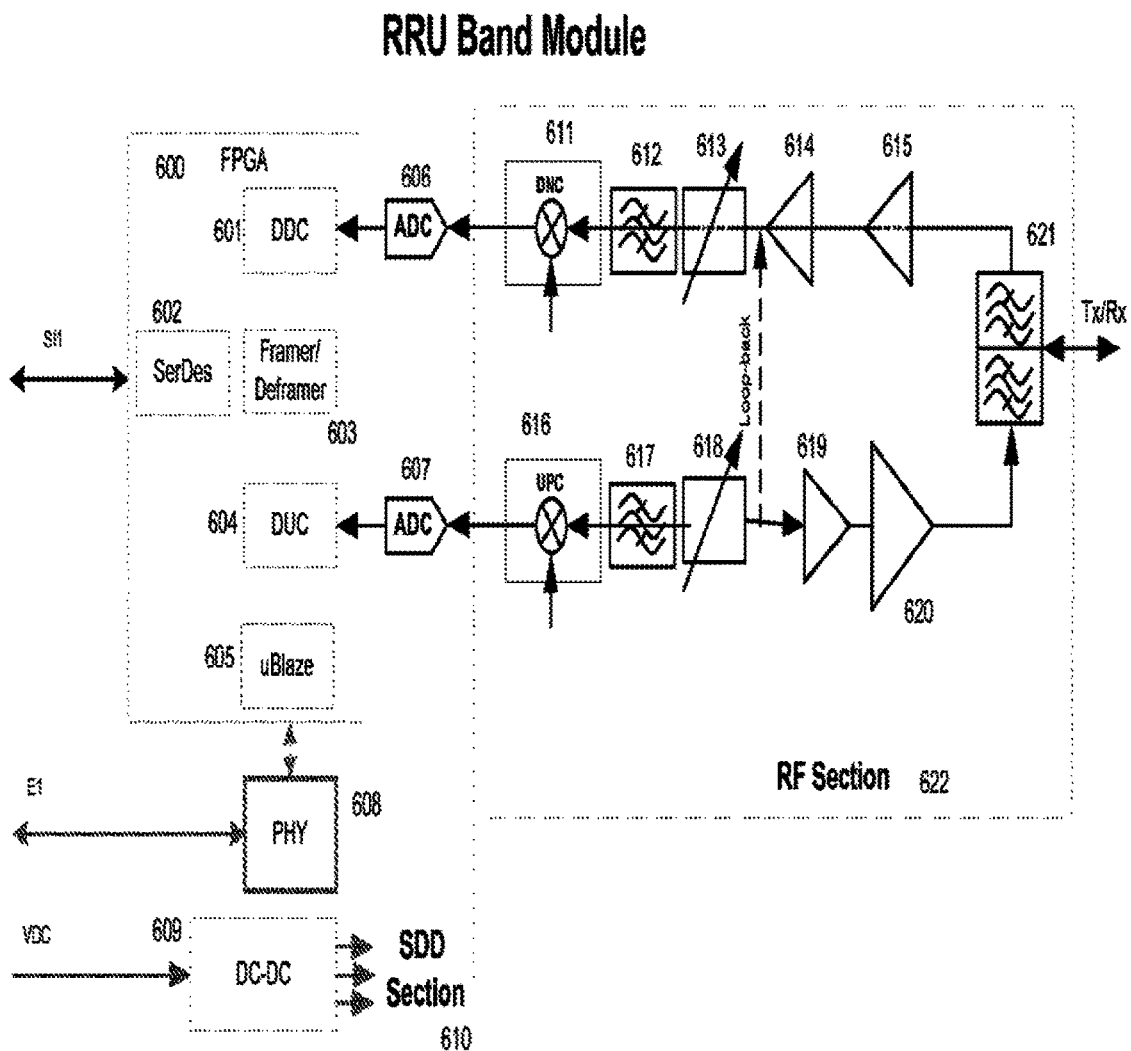 RRU Band Module
600
FPGA
601
DDC
606
ADC
611
DNC
612
613
614
615
621
Tx/Rx
SI1
602
SerDes
Framer/
Deframer
603
Loop-back
604
DUC
607
ADC
616
UPC
617
618
619
620
605
uBlaze
RF Section
622
E1
PHY
608
VDC
609
DC-DC
SDD
Section
610